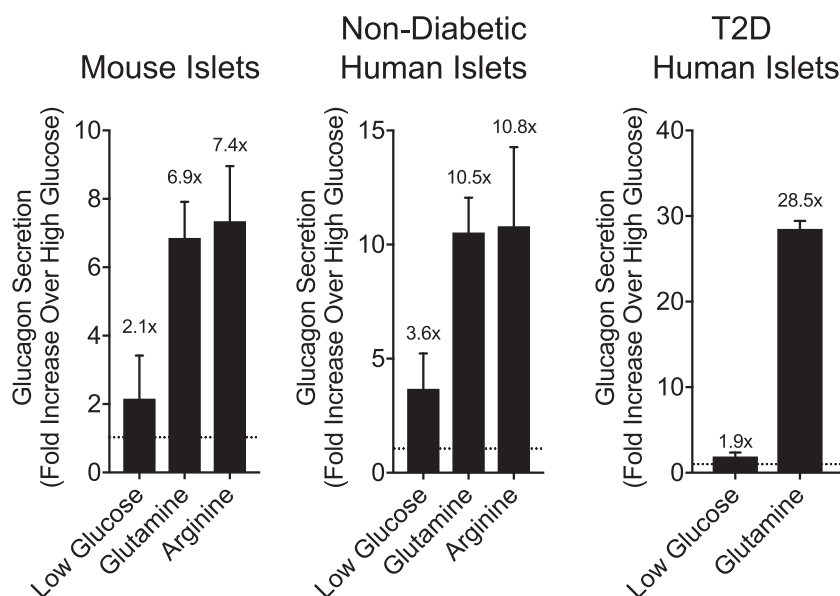 Mouse Islets
Glucagon Secretion
(Fold Increase Over High Glucose)
10
8
6
4
2
0
2.1x
6.9x
7.4x
Low Glucose
Glutamine
Arginine
Non-Diabetic
Human Islets
Glucagon Secretion
(Fold Increase Over High Glucose)
15
10
5
0
3.6x
10.5x
10.8x
Low Glucose
Glutamine
Arginine
T2D
Human Islets
Glucagon Secretion
(Fold Increase Over High Glucose)
40
30
20
10
0
1.9x
28.5x
Low Glucose
Glutamine